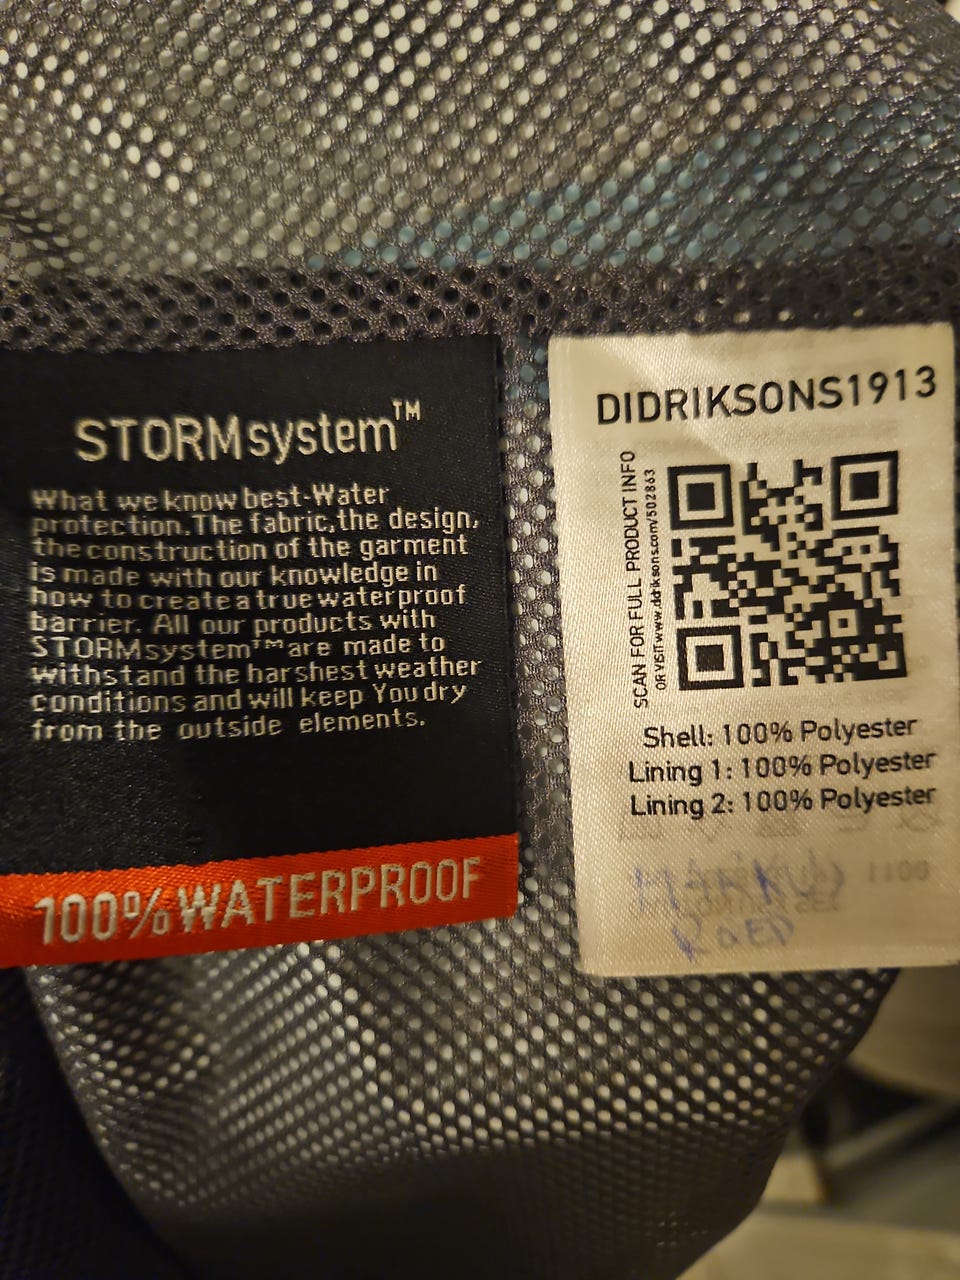 STORMsystem™
What we know best-Water
protection. The fabric, the design,
the construction of the garment
is made with our knowledge in
how to create a true waterproof
barrier. All our products with
STORMsystem™ are made to
withstand the harshest weather
conditions and will keep You dry
from the outside elements.
100% WATERPROOF
DIDRIKSONS1913
SCAN FOR FULL PRODUCT INFO
OR VISIT www.didriksons.com/502863
Shell: 100% Polyester
Lining 1: 100% Polyester
Lining 2: 100% Polyester